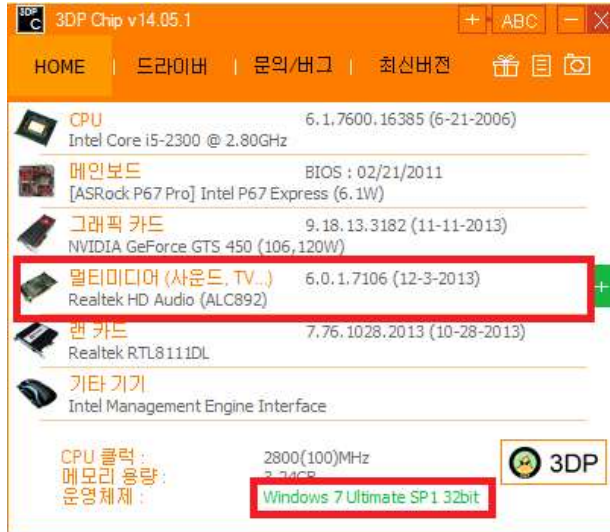 3DP C 3DP Chip v14.05.1 + ABC
HOME | 드라이버 | 문의/버그 | 최신버전
CPU 6.1.7600.16385 (6-21-2006)
Intel Core i5-2300 @ 2.80GHz
메인보드 BIOS : 02/21/2011
[ASRock P67 Pro] Intel P67 Express (6.1W)
그래픽 카드 9.18.13.3182 (11-11-2013)
NVIDIA GeForce GTS 450 (106,120W)
멀티미디어 (사운드, TV...) 6.0.1.7106 (12-3-2013)
Realtek HD Audio (ALC892)
랜 카드 7.76.1028.2013 (10-28-2013)
Realtek RTL8111DL
기타 기기
Intel Management Engine Interface
CPU 클럭 : 2800(100)MHz
메모리 용량 : 3.24GB
운영체제 : Windows 7 Ultimate SP1 32bit
3DP